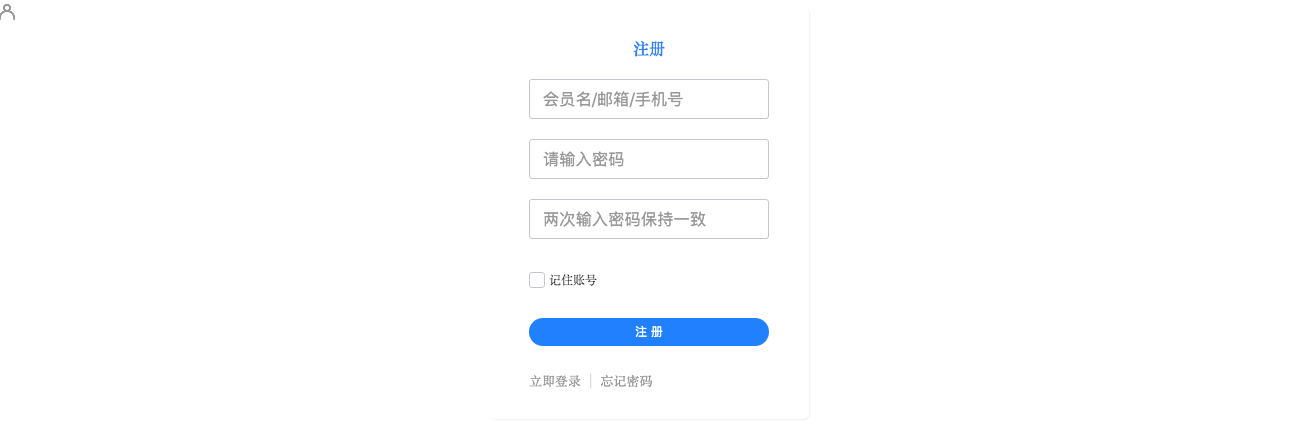 注册
会员名/邮箱/手机号
请输入密码
两次输入密码保持一致
记住账号
注 册
立即登录 | 忘记密码